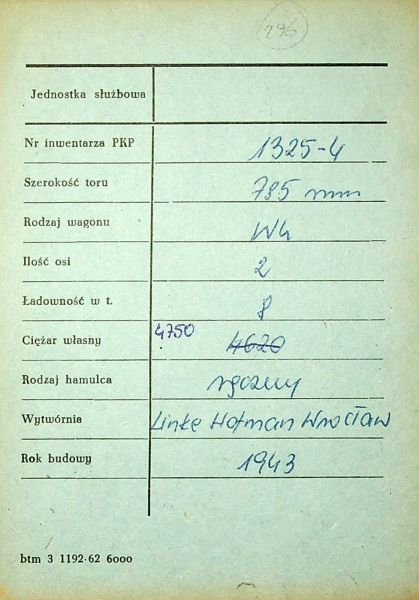 296
Jednostka służbowa
Nr inwentarza PKP 1325-4
Szerokość toru 785 mm
Rodzaj wagonu Wh
Ilość osi 2
Ładowność w t. 8
Ciężar własny 4750 4620
Rodzaj hamulca ręczny
Wytwórnia Linke Hofman Wrocław
Rok budowy 1943
btm 3 1192-62 6000